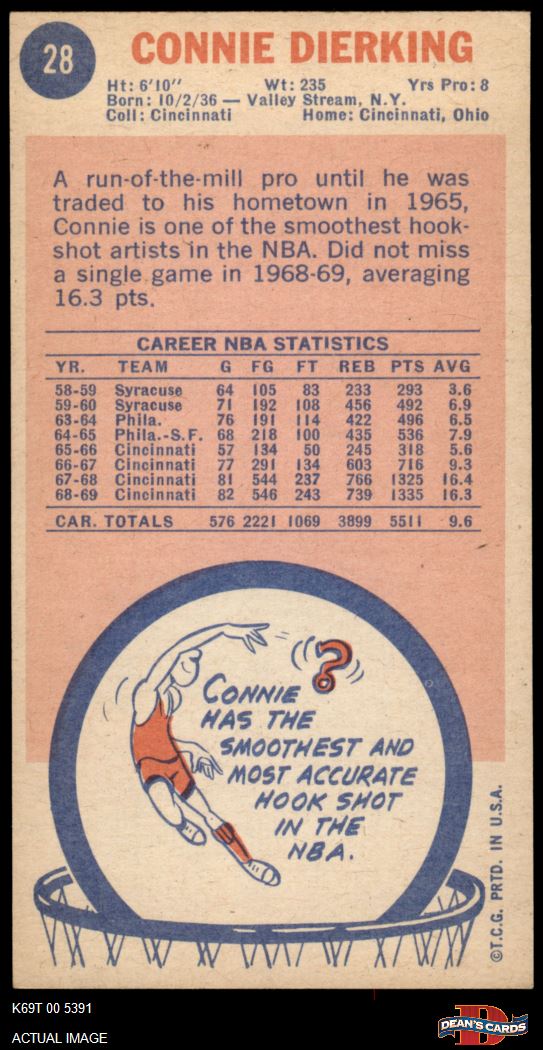 28
CONNIE DIERKING
Ht: 6'10" Wt: 235 Yrs Pro: 8
Born: 10/2/36 — Valley Stream, N.Y.
Coll: Cincinnati Home: Cincinnati, Ohio
A run-of-the-mill pro until he was
traded to his hometown in 1965,
Connie is one of the smoothest hook-
shot artists in the NBA. Did not miss
a single game in 1968-69, averaging
16.3 pts.
CAREER NBA STATISTICS
YR. TEAM G FG FT REB PTS AVG
58-59 Syracuse 64 105 83 233 293 3.6
59-60 Syracuse 71 192 108 456 492 6.9
63-64 Phila. 76 191 114 422 496 6.5
64-65 Phila.-S.F. 68 218 100 435 536 7.9
65-66 Cincinnati 57 134 50 245 318 5.6
66-67 Cincinnati 77 291 134 603 716 9.3
67-68 Cincinnati 81 544 237 766 1325 16.4
68-69 Cincinnati 82 546 243 739 1335 16.3
CAR. TOTALS 576 2221 1069 3899 5511 9.6
?
CONNIE
HAS THE
SMOOTHEST AND
MOST ACCURATE
HOOK SHOT
IN THE
NBA.
©T.C.G. PRTD. IN U.S.A.
K69T 00 5391
ACTUAL IMAGE
D
DEAN'S CARDS